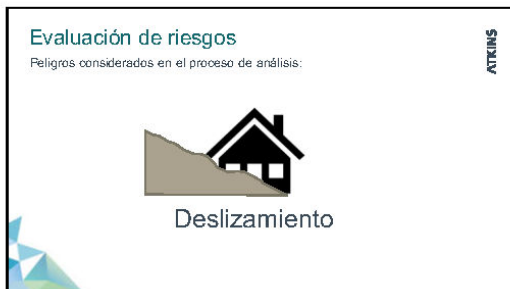 Evaluación de riesgos
Peligros considerados en el proceso de análisis:
ATKINS
Deslizamiento